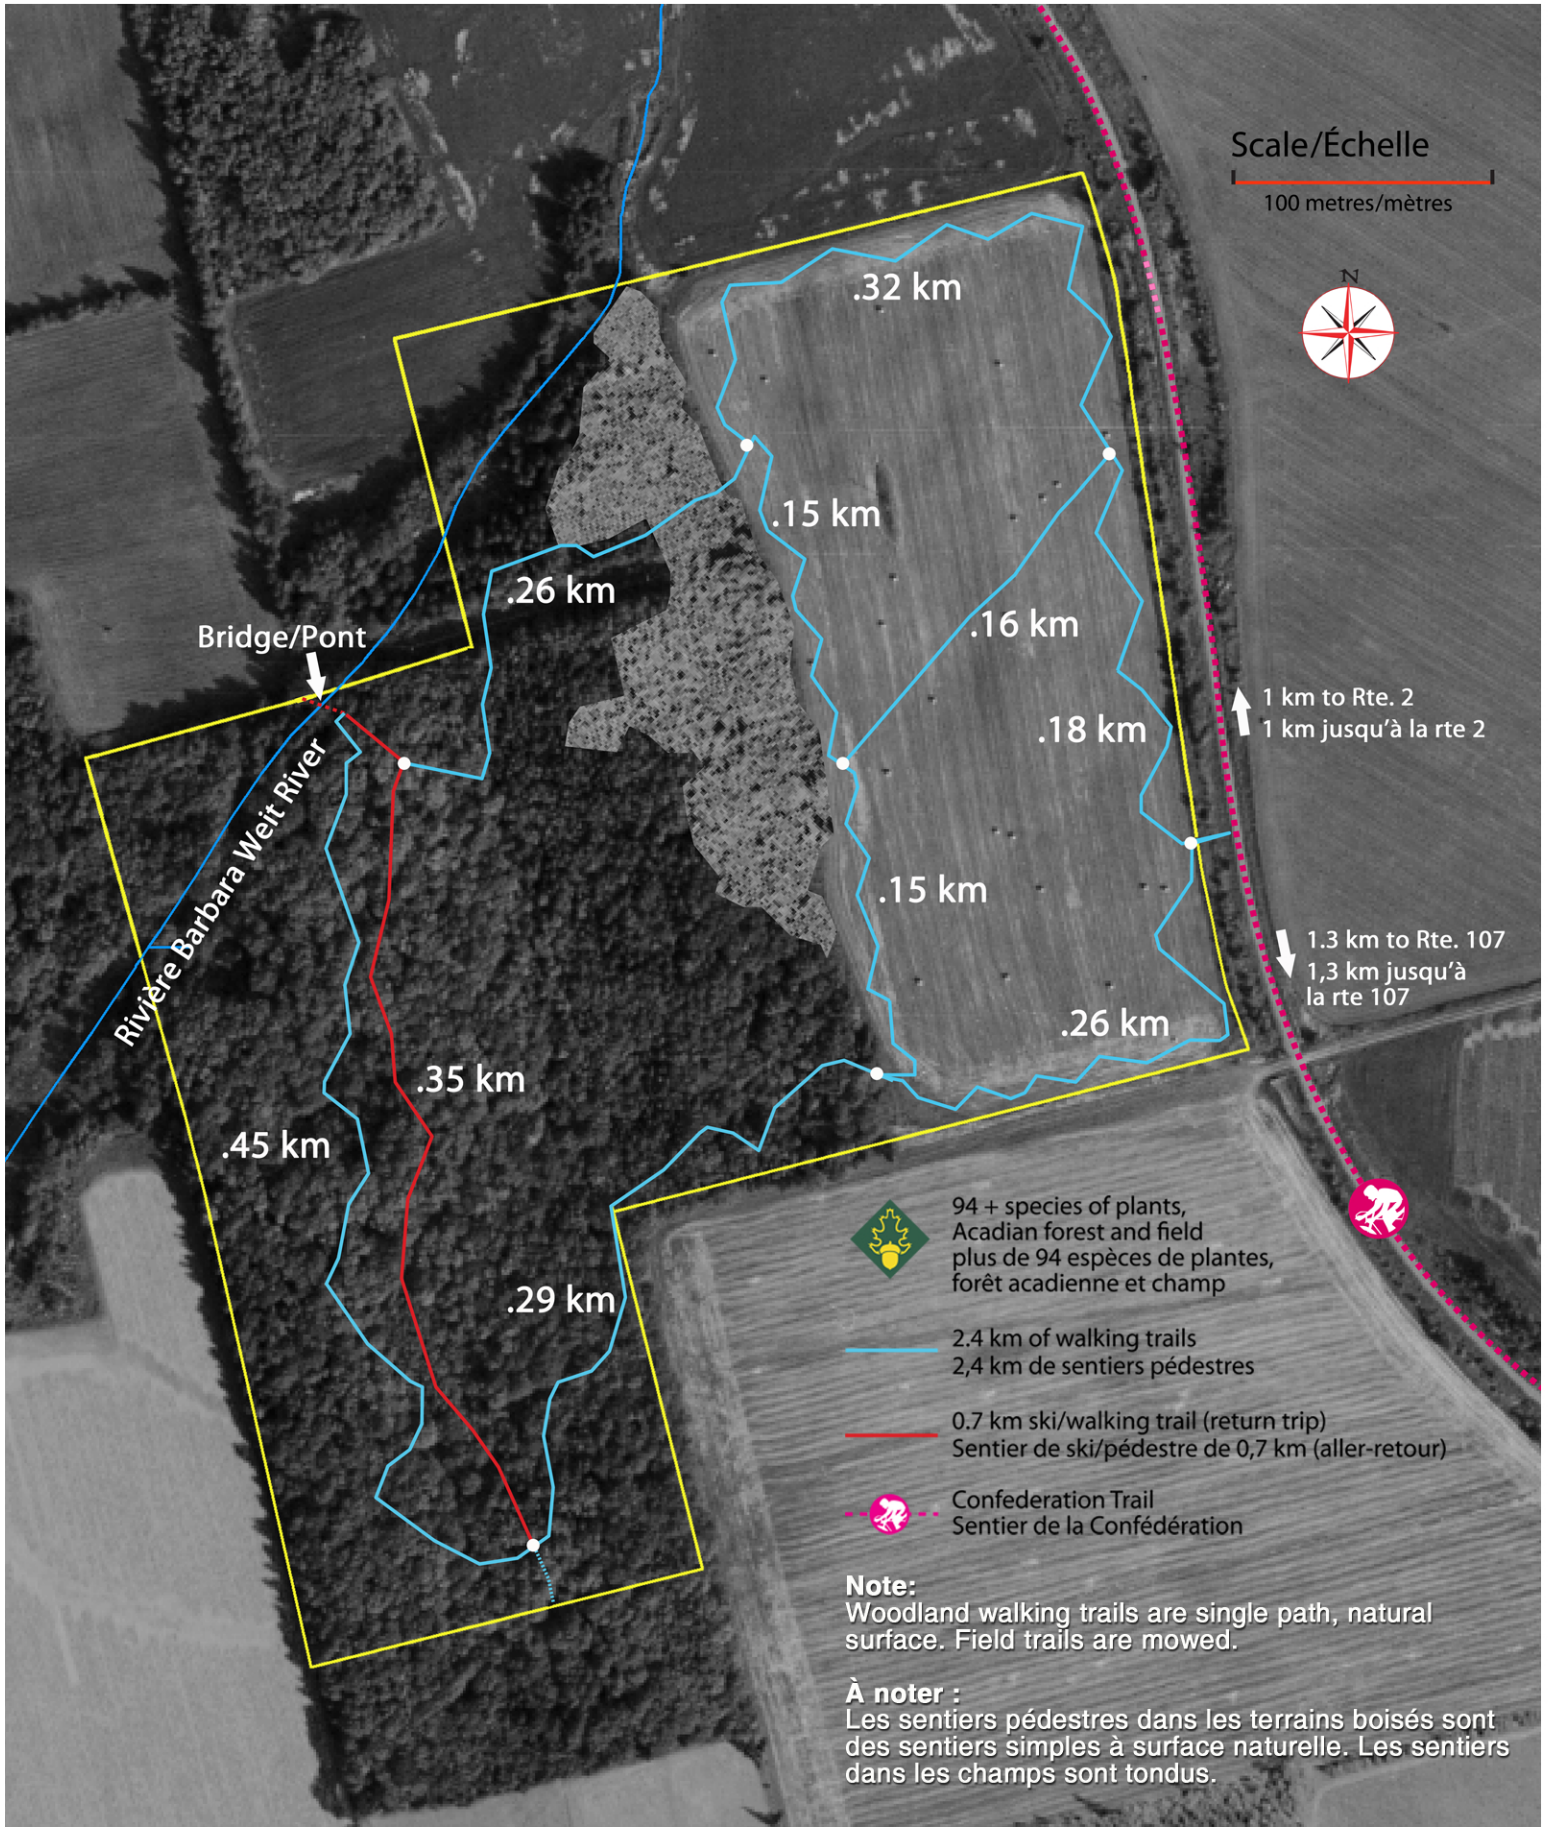 Scale/Échelle
100 metres/mètres
N
.32 km
.15 km
.26 km
.16 km
Bridge/Pont
.18 km
1 km to Rte. 2
1 km jusqu'à la rte 2
Rivière Barbara Weit River
.15 km
1.3 km to Rte. 107
1,3 km jusqu'à
la rte 107
.26 km
.35 km
.45 km
.29 km
94 + species of plants,
Acadian forest and field
plus de 94 espèces de plantes,
forêt acadienne et champ
2.4 km of walking trails
2,4 km de sentiers pédestres
0.7 km ski/walking trail (return trip)
Sentier de ski/pédestre de 0,7 km (aller-retour)
Confederation Trail
Sentier de la Confédération
Note:
Woodland walking trails are single path, natural
surface. Field trails are mowed.
À noter :
Les sentiers pédestres dans les terrains boisés sont
des sentiers simples à surface naturelle. Les sentiers
dans les champs sont tondus.